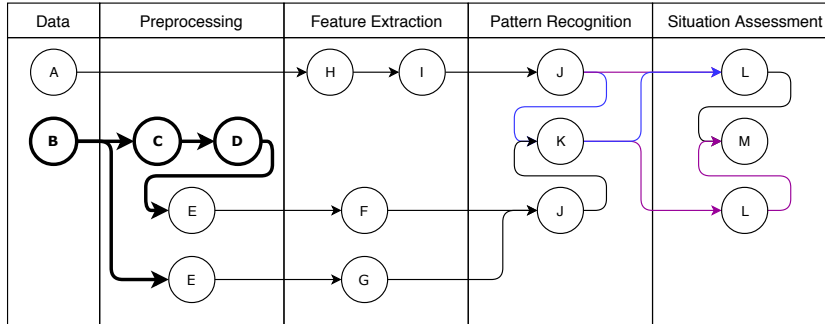 Data Preprocessing Feature Extraction Pattern Recognition Situation Assessment
A H I J L
B C D K M
E F J L
E G